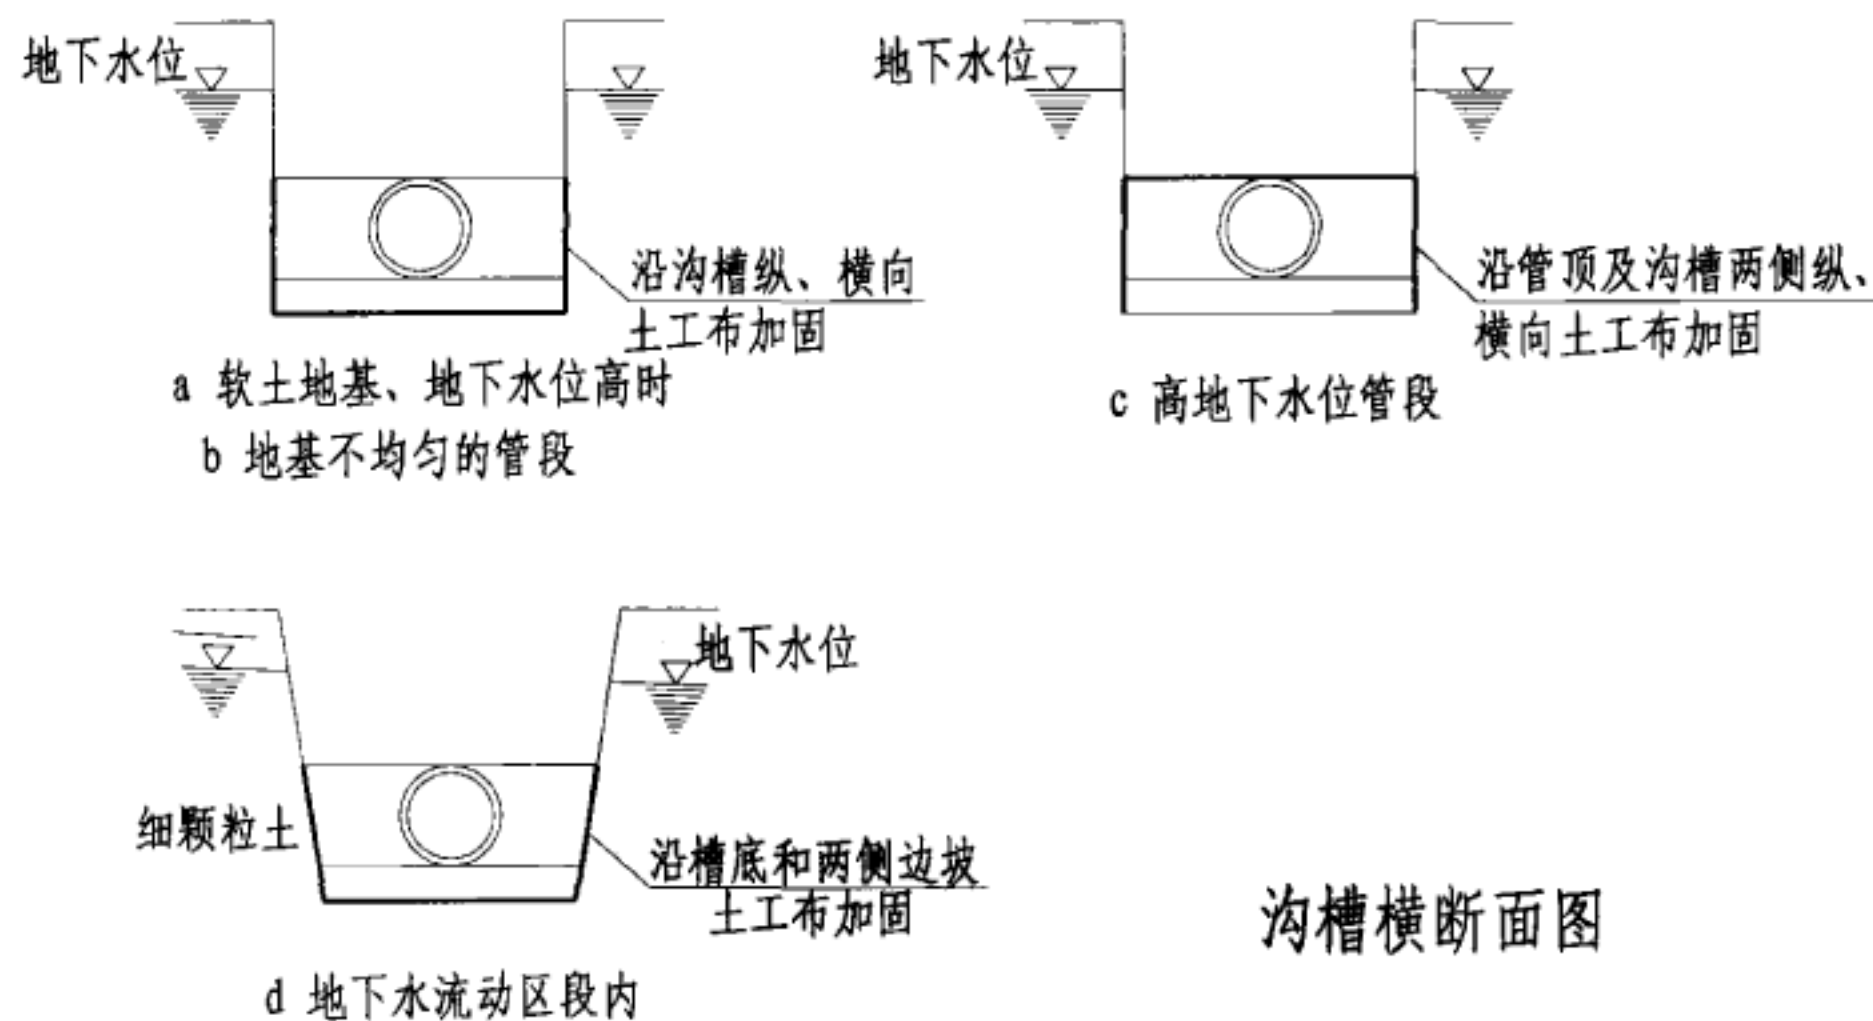 地下水位
地下水位
沿沟槽纵、横向
土工布加固
沿管顶及沟槽两侧纵、
横向土工布加固
a 软土地基、地下水位高时
b 地基不均匀的管段
c 高地下水位管段
地下水位
细颗粒土
沿槽底和两侧边坡
土工布加固
d 地下水流动区段内
沟槽横断面图